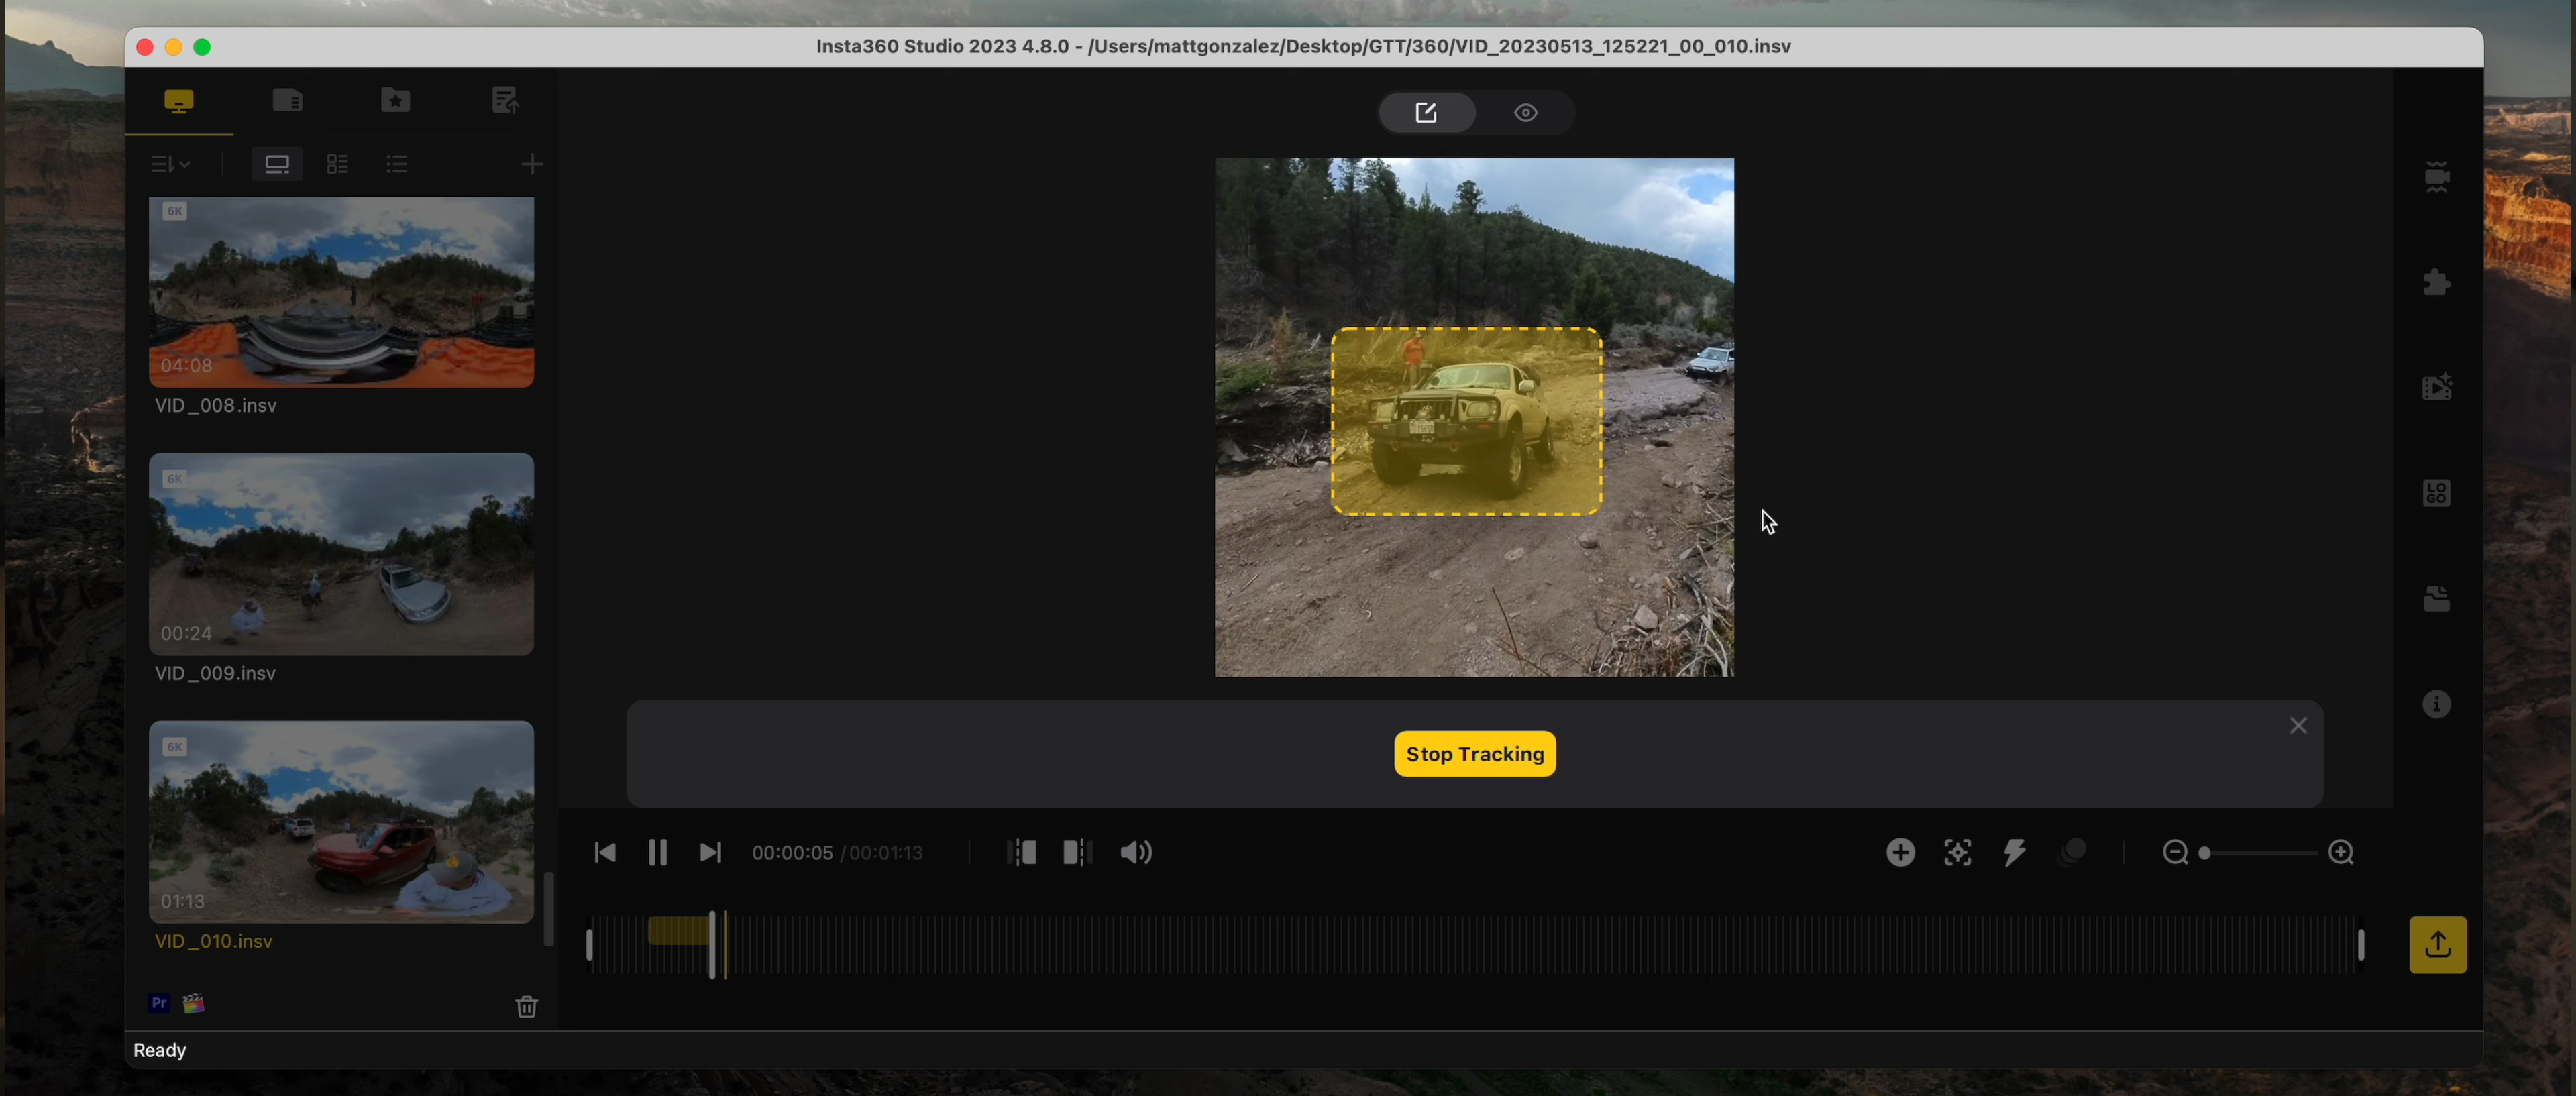 Insta360 Studio 2023 4.8.0 - /Users/mattgonzalez/Desktop/GTT/360/VID_20230513_125221_00_010.insv
6K
04:08
VID_008.insv
6K
00:24
VID_009.insv
6K
01:13
VID_010.insv
LOGO
Stop Tracking
00:00:05 / 00:01:13
Pr
Ready